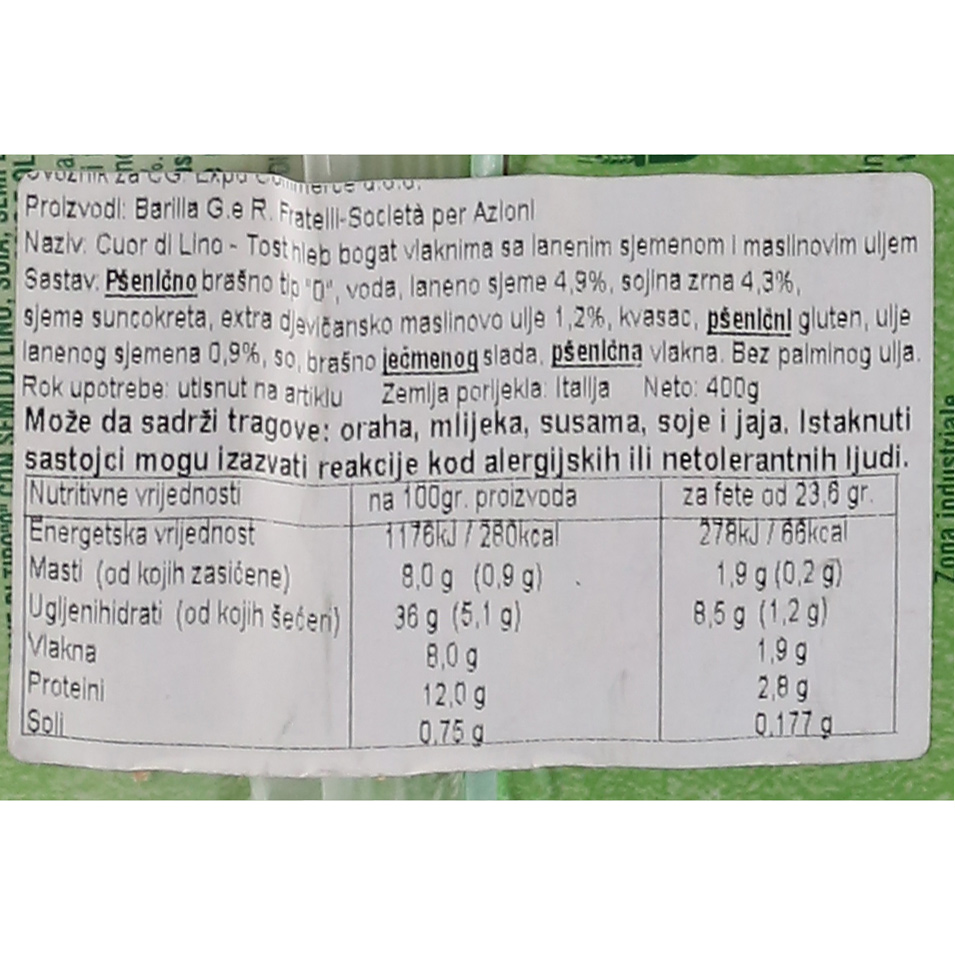 Uvoznik za CG: Expo Commerce d.o.o.
Proizvodi: Barilla G.e R. Fratelli-Società per Azioni
Naziv: Cuor di Lino - Tost hleb bogat vlaknima sa lanenim sjemenom i maslinovim uljem
Sastav: Pšenično brašno tip "0", voda, laneno sjeme 4,9%, sojina zrna 4,3%,
sjeme suncokreta, extra djevičansko maslinovo ulje 1,2%, kvasac, pšenični gluten, ulje
lanenog sjemena 0,9%, so, brašno ječmenog slada, pšenična vlakna. Bez palminog ulja.
Rok upotrebe: utisnut na artiklu Zemlja porijekla: Italija Neto: 400g
Može da sadrži tragove: oraha, mlijeka, susama, soje i jaja. Istaknuti
sastojci mogu izazvati reakcije kod alergijskih ili netolerantnih ljudi.
Nutritivne vrijednosti na 100gr. proizvoda za fete od 23,6 gr.
Energetska vrijednost 1176kJ / 280kcal 278kJ / 66kcal
Masti (od kojih zasićene) 8,0 g (0,9 g) 1,9 g (0,2 g)
Ugljenihidrati (od kojih šećeri) 36 g (5,1 g) 8,5 g (1,2 g)
Vlakna 8,0 g 1,9 g
Proteini 12,0 g 2,8 g
Soli 0,75 g 0,177 g
Zona industriale